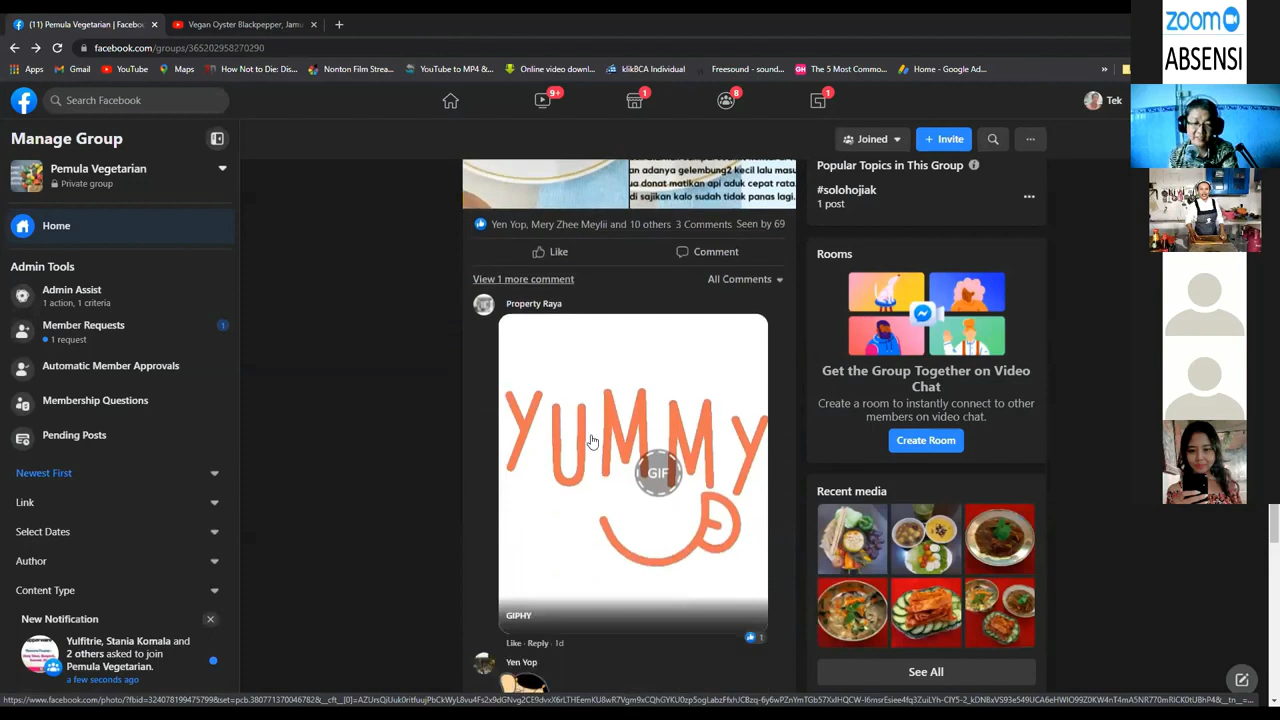 (11) Pemula Vegetarian | Faceboo
Vegan Oyster Blackpepper, Jamu
facebook.com/groups/365202958270290
Apps
Gmail
YouTube
Maps
How Not to Die: Dis...
Nonton Film Strea...
YouTube to MP4 &...
Online video downl...
klikBCA Individual
Freesound - sound...
The 5 Most Commo...
Home - Google Ad...
zoom
ABSENSI
Search Facebook
9+
1
8
1
Tek
Manage Group
Pemula Vegetarian
Private group
Home
Admin Tools
Admin Assist
1 action, 1 criteria
Member Requests
1
1 request
Automatic Member Approvals
Membership Questions
Pending Posts
Newest First
Link
Select Dates
Author
Content Type
New Notification
Yulfitrie, Stania Komala and
2 others asked to join
Pemula Vegetarian.
a few seconds ago
Joined
+ Invite
an adanya gelembung2 kecil lalu masu
ua donat matikan api aduk cepat rata
di sajikan kalo sudah tidak panas lagi.
Yen Yop, Mery Zhee Meylii and 10 others
3 Comments
Seen by 69
Like
Comment
View 1 more comment
All Comments
Property Raya
YUMMY
GIF
GIPHY
Like · Reply · 1d
1
Yen Yop
Popular Topics in This Group
#solohojiak
1 post
Rooms
Get the Group Together on Video
Chat
Create a room to instantly connect to other
members on video chat.
Create Room
Recent media
See All